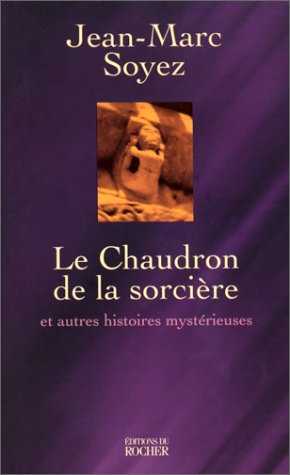 Jean-Marc
Soyez
Le Chaudron
de la sorcière
et autres histoires mystérieuses
ÉDITIONS DU
ROCHER